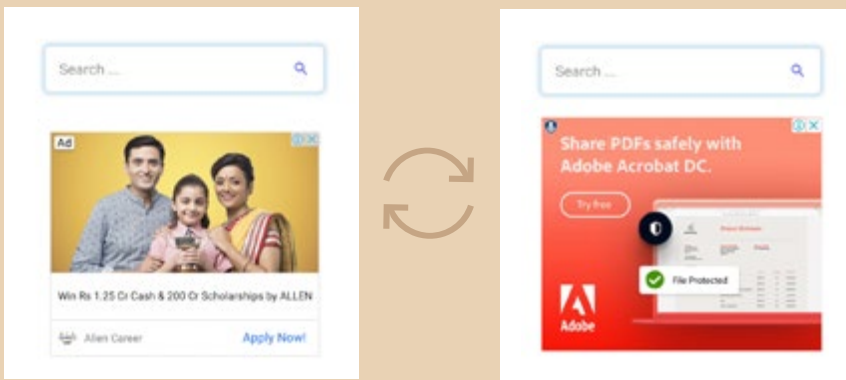 Search ...
Ad
Win Rs 1.25 Cr Cash & 200 Cr Scholarships by ALLEN
Allen Career
Apply Now!
Search ...
Share PDFs safely with
Adobe Acrobat DC.
Try free
File Protected
Adobe